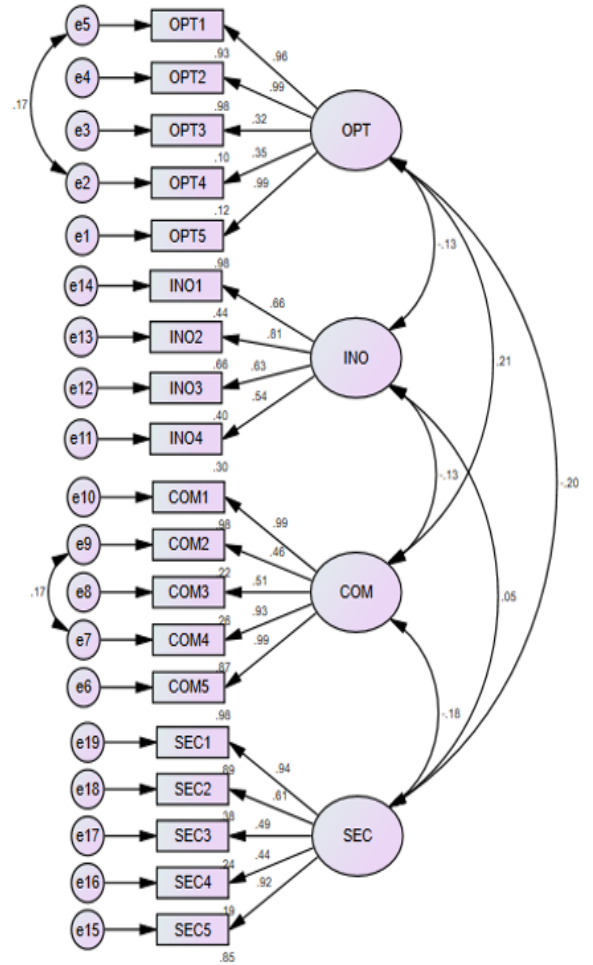 e5 OPT1
.96
.93
e4 OPT2
.99
.98
.17
e3 OPT3
.32
OPT
.10
.35
e2 OPT4
.99
.12
e1 OPT5
-.13
.98
e14 INO1
.66
.44
e13 INO2
.81
INO
.21
.66
.63
e12 INO3
.54
.40
e11 INO4
.30
-.13
-.20
e10 COM1
.99
.98
e9 COM2
.46
.22
.51
.17
e8 COM3
COM
.05
.26
.93
e7 COM4
.99
.87
e6 COM5
-.18
.98
e19 SEC1
.94
.89
e18 SEC2
.61
.38
.49
e17 SEC3
SEC
.24
.44
e16 SEC4
.92
.19
e15 SEC5
.85